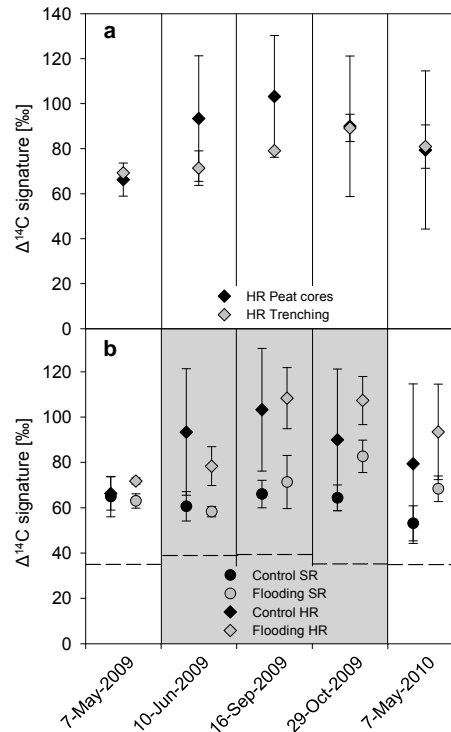 140
a
120
100
80
60
40
20
0
Δ¹⁴C signature [‰]
HR Peat cores
HR Trenching
b
120
100
80
60
40
20
0
Δ¹⁴C signature [‰]
Control SR
Flooding SR
Control HR
Flooding HR
7-May-2009
10-Jun-2009
16-Sep-2009
29-Oct-2009
7-May-2010